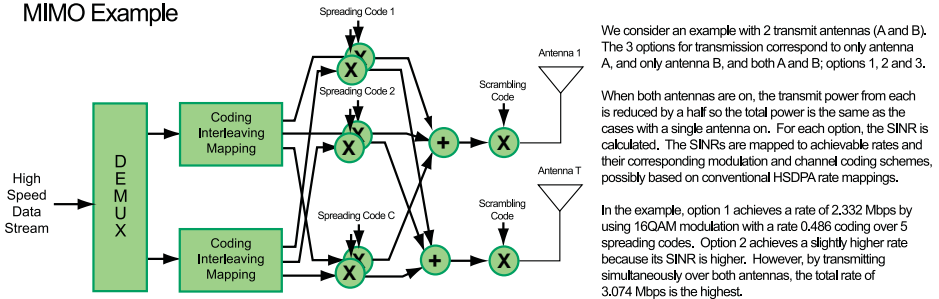 MIMO Example
Spreading Code 1
X
X
Spreading Code 2
X
X
Spreading Code C
X
X
High
Speed
Data
Stream
D
E
M
U
X
Coding
Interleaving
Mapping
Coding
Interleaving
Mapping
+
+
Antenna 1
Scrambling
Code
X
Antenna T
Scrambling
Code
X
We consider an example with 2 transmit antennas (A and B).
The 3 options for transmission correspond to only antenna
A, and only antenna B, and both A and B; options 1, 2 and 3.
When both antennas are on, the transmit power from each
is reduced by a half so the total power is the same as the
cases with a single antenna on. For each option, the SINR is
calculated. The SINRs are mapped to achievable rates and
their corresponding modulation and channel coding schemes,
possibly based on conventional HSDPA rate mappings.
In the example, option 1 achieves a rate of 2.332 Mbps by
using 16QAM modulation with a rate 0.486 coding over 5
spreading codes. Option 2 achieves a slightly higher rate
because its SINR is higher. However, by transmitting
simultaneously over both antennas, the total rate of
3.074 Mbps is the highest.